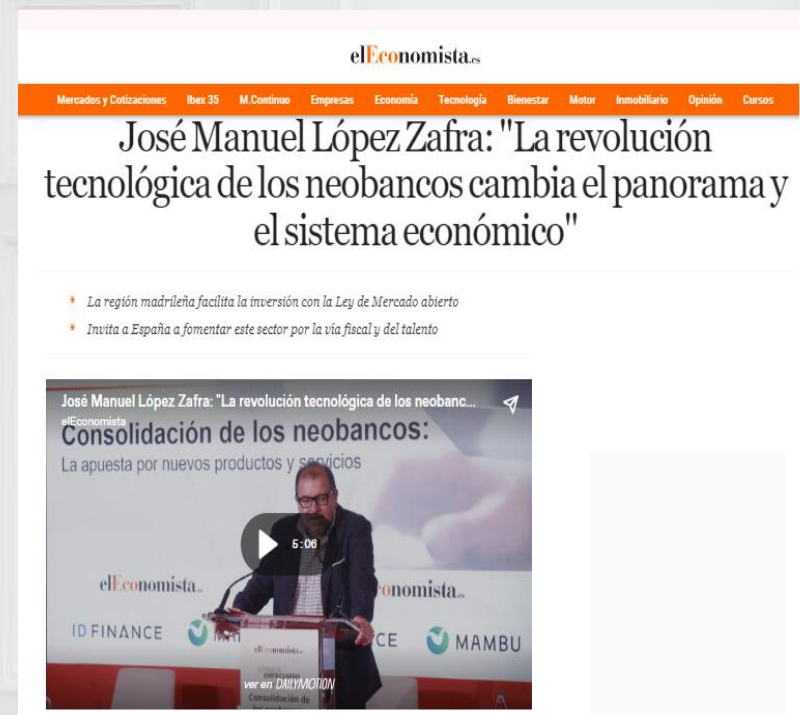 elEconomista.es
Mercados y Cotizaciones Ibex 35 M.Continuo Empresas Economía Tecnología Bienestar Motor Inmobiliario Opinión Cursos
José Manuel López Zafra: "La revolución
tecnológica de los neobancos cambia el panorama y
el sistema económico"
La región madrileña facilita la inversión con la Ley de Mercado abierto
Invita a España a fomentar este sector por la vía fiscal y del talento
José Manuel López Zafra: "La revolución tecnológica de los neobanc...
elEconomista
Consolidación de los neobancos:
La apuesta por nuevos productos y servicios
5:06
elEconomista.
onomista.
ID FINANCE
CE
MAMBU
elEconomista.
ver en DAILYMOTION
Consolidación de